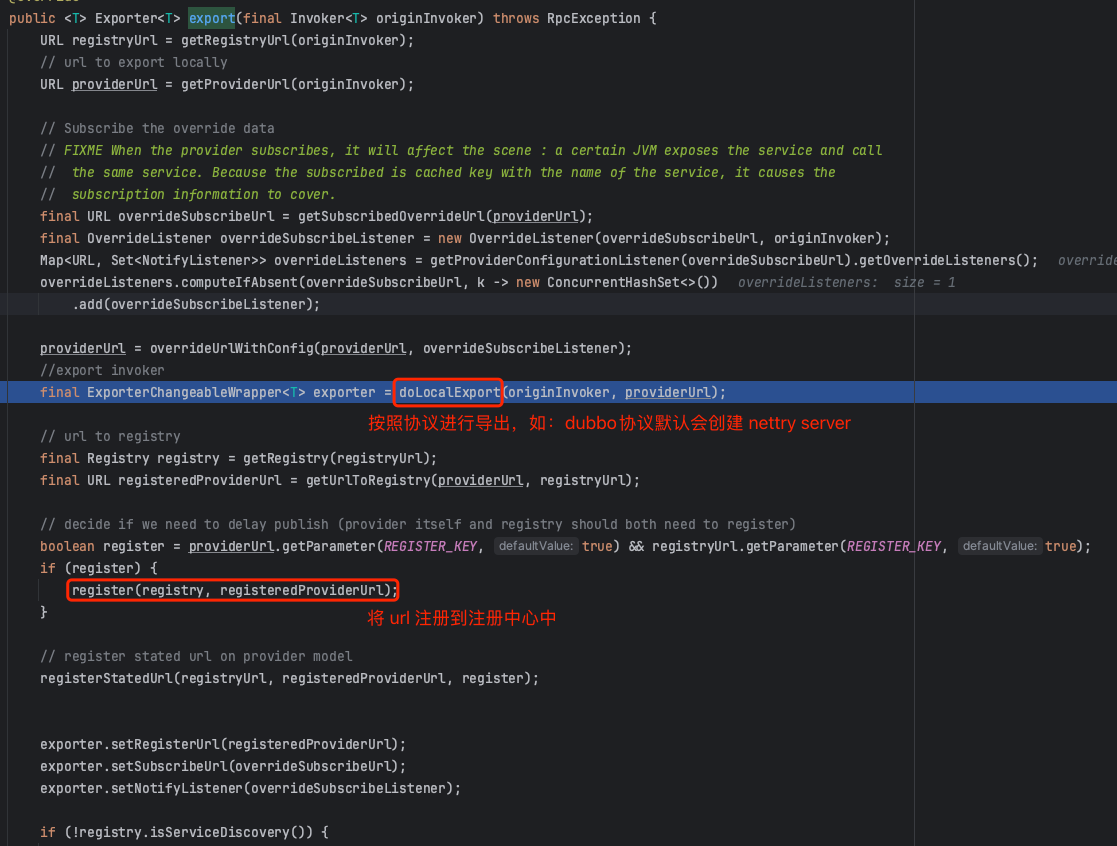 public <T> Exporter<T> export(final Invoker<T> originInvoker) throws RpcException {
URL registryUrl = getRegistryUrl(originInvoker);
// url to export locally
URL providerUrl = getProviderUrl(originInvoker);
// Subscribe the override data
// FIXME When the provider subscribes, it will affect the scene : a certain JVM exposes the service and call
//  the same service. Because the subscribed is cached key with the name of the service, it causes the
//  subscription information to cover.
final URL overrideSubscribeUrl = getSubscribedOverrideUrl(providerUrl);
final OverrideListener overrideSubscribeListener = new OverrideListener(overrideSubscribeUrl, originInvoker);
Map<URL, Set<NotifyListener>> overrideListeners = getProviderConfigurationListener(overrideSubscribeUrl).getOverrideListeners();  override
overrideListeners.computeIfAbsent(overrideSubscribeUrl, k -> new ConcurrentHashSet<>())  overrideListeners:  size = 1
.add(overrideSubscribeListener);
providerUrl = overrideUrlWithConfig(providerUrl, overrideSubscribeListener);
//export invoker
final ExporterChangeableWrapper<T> exporter = doLocalExport(originInvoker, providerUrl);
按照协议进行导出，如：dubbo 协议默认会创建 nettry server
// url to registry
final Registry registry = getRegistry(registryUrl);
final URL registeredProviderUrl = getUrlToRegistry(providerUrl, registryUrl);
// decide if we need to delay publish (provider itself and registry should both need to register)
boolean register = providerUrl.getParameter(REGISTER_KEY, defaultValue: true) && registryUrl.getParameter(REGISTER_KEY, defaultValue: true);
if (register) {
register(registry, registeredProviderUrl);
}
将 url 注册到注册中心中
// register stated url on provider model
registerStatedUrl(registryUrl, registeredProviderUrl, register);
exporter.setRegisterUrl(registeredProviderUrl);
exporter.setSubscribeUrl(overrideSubscribeUrl);
exporter.setNotifyListener(overrideSubscribeListener);
if (!registry.isServiceDiscovery()) {